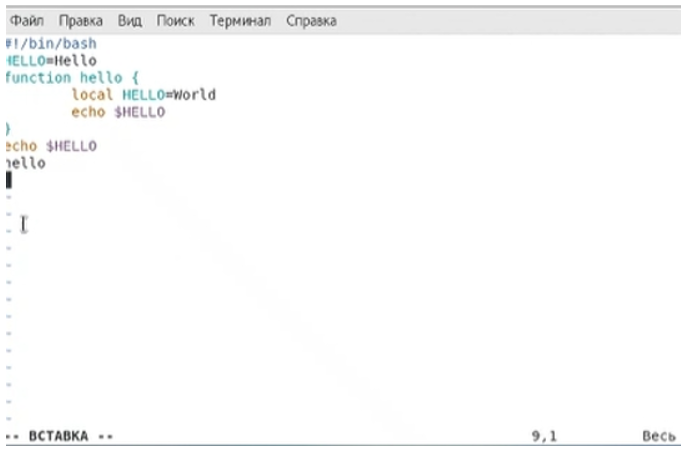 Файл Правка Вид Поиск Терминал Справка
#!/bin/bash
HELLO=Hello
function hello {
        local HELLO=World
        echo $HELLO
}
echo $HELLO
hello
~
~
~
~
~
~
~
~
~
~
~
~
~
~
-- ВСТАВКА -- 9,1 Весь